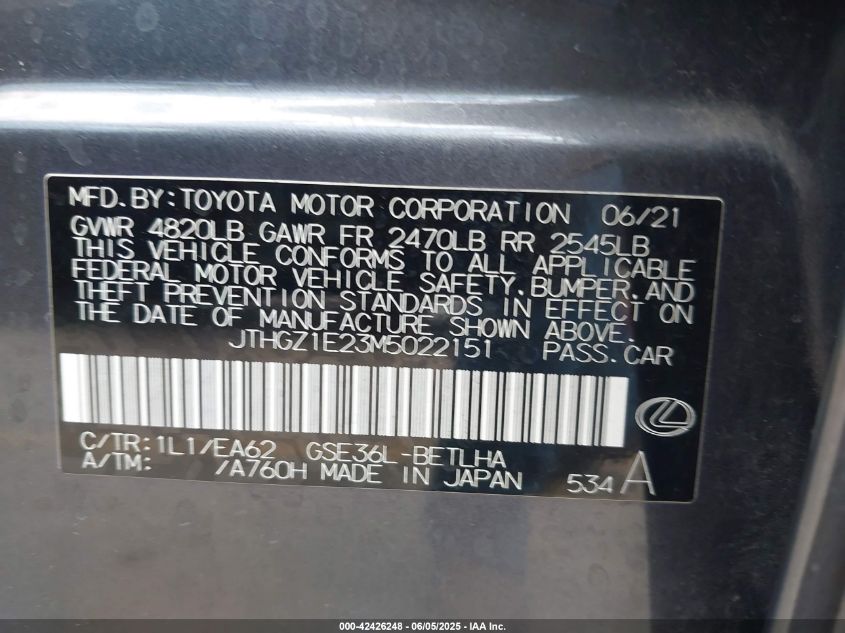 MFD.BY:TOYOTA MOTOR CORPORATION 06/21
GVWR 4820LB GAWR FR 2470LB RR 2545LB
THIS VEHICLE CONFORMS TO ALL APPLICABLE
FEDERAL MOTOR VEHICLE SAFETY,BUMPER,AND
THEFT PREVENTION STANDARDS IN EFFECT ON
THE DATE OF MANUFACTURE SHOWN ABOVE.
JTHGZ1E23M5022151 PASS.CAR
C/TR:1L1/EA62 GSE36L-BETLHA
A/TM: /A760H MADE IN JAPAN 534 A
000-42426248 - 06/05/2025 - IAA Inc.